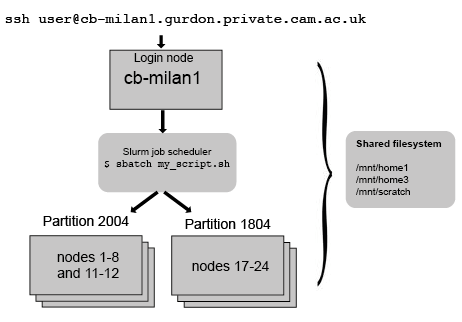 ssh user@cb-milan1.gurdon.private.cam.ac.uk
Login node
cb-milan1
Slurm job scheduler
$ sbatch my_script.sh
Shared filesystem
/mnt/home1
/mnt/home3
/mnt/scratch
Partition 2004
nodes 1-8
and 11-12
Partition 1804
nodes 17-24